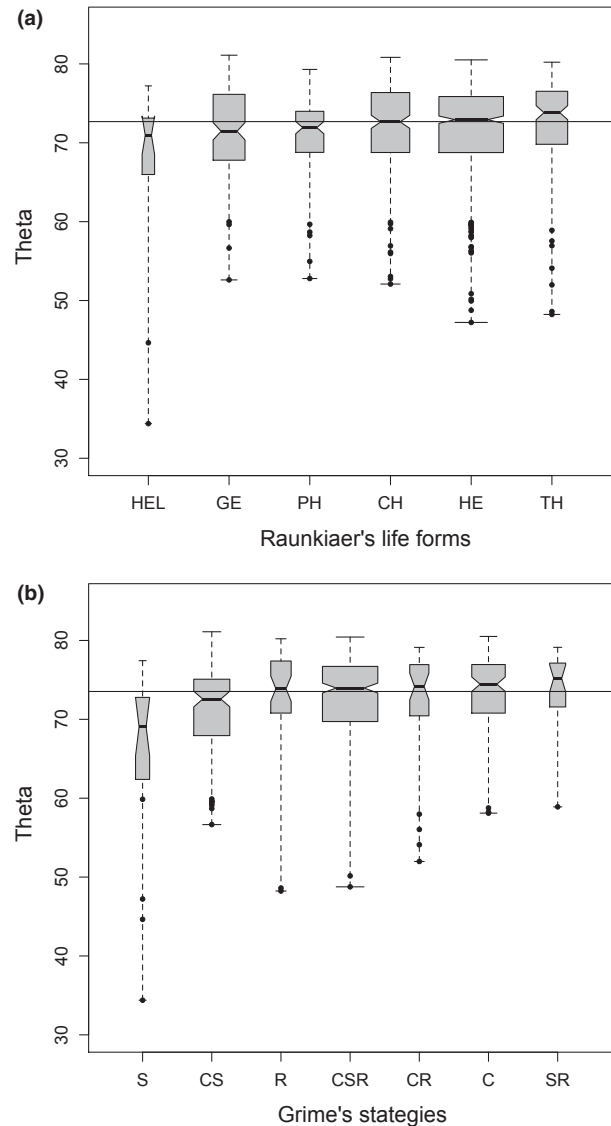 (a)
80
70
60
50
40
30
Theta
HEL GE PH CH HE TH
Raunkiaer's life forms
(b)
80
70
60
50
40
30
Theta
S CS R CSR CR C SR
Grime's stategies